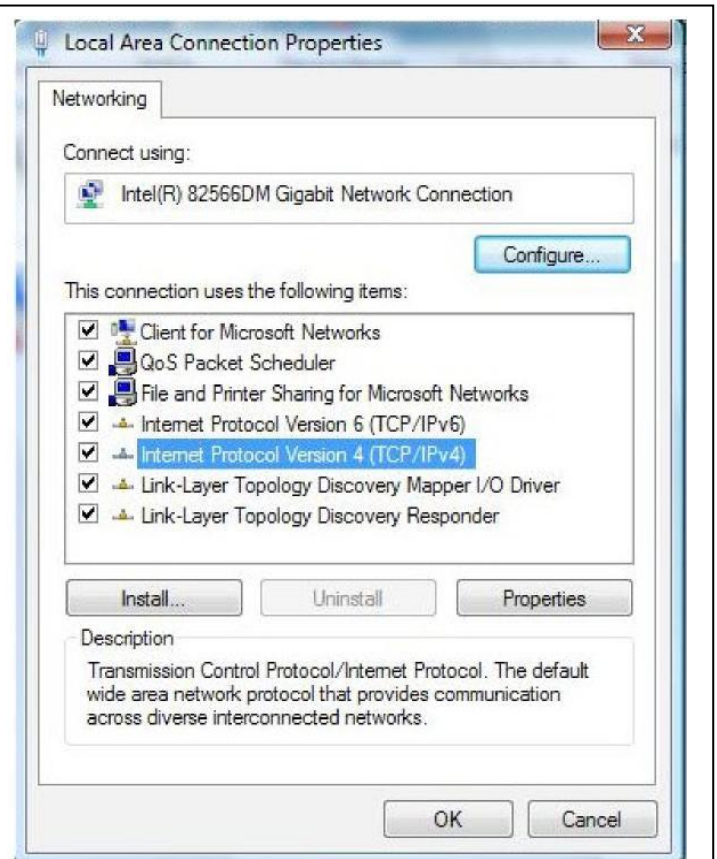 Local Area Connection Properties
Networking
Connect using:
Intel(R) 82566DM Gigabit Network Connection
Configure...
This connection uses the following items:
Client for Microsoft Networks
QoS Packet Scheduler
File and Printer Sharing for Microsoft Networks
Internet Protocol Version 6 (TCP/IPv6)
Internet Protocol Version 4 (TCP/IPv4)
Link-Layer Topology Discovery Mapper I/O Driver
Link-Layer Topology Discovery Responder
Install... Uninstall Properties
Description
Transmission Control Protocol/Internet Protocol. The default
wide area network protocol that provides communication
across diverse interconnected networks.
OK Cancel